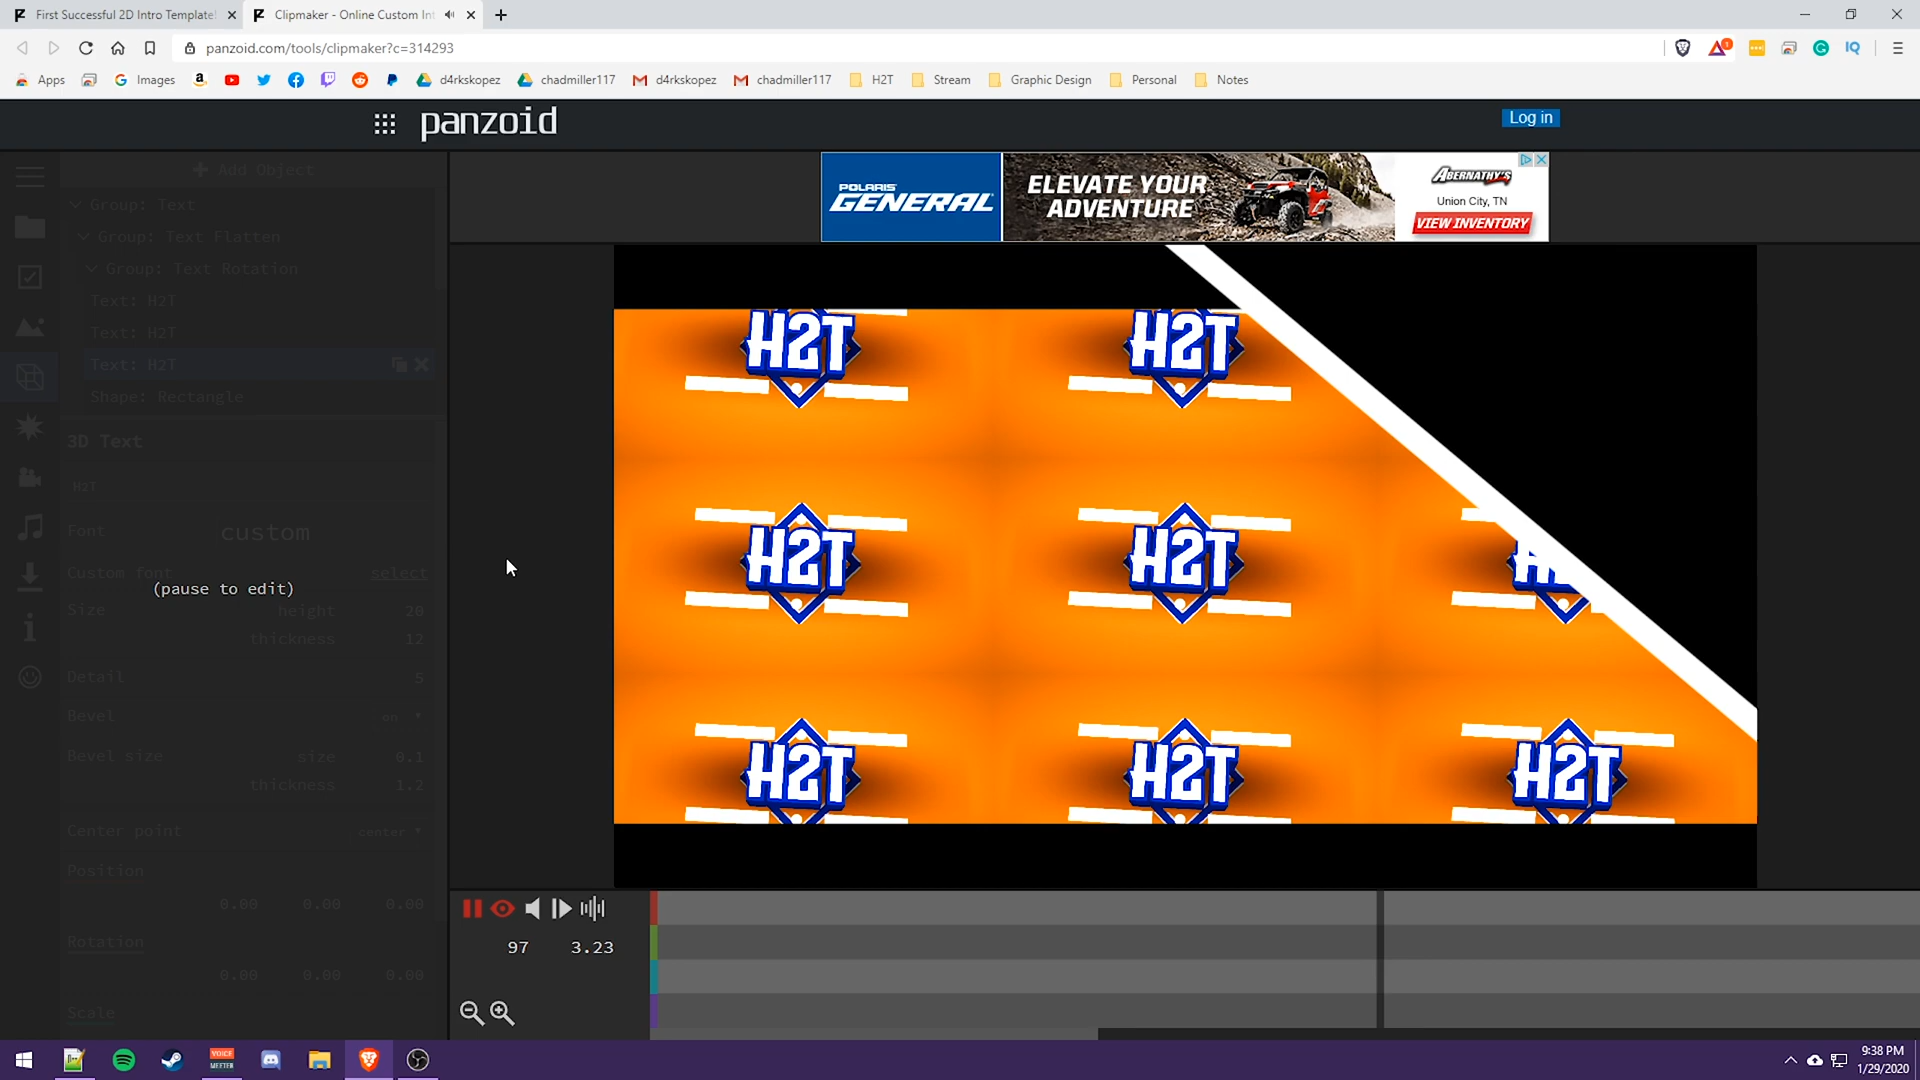 First Successful 2D Intro Template!
Clipmaker - Online Custom Int
panzoid.com/tools/clipmaker?c=314293
1
IQ
Apps
Images
d4rkskopez
chadmiller117
d4rkskopez
chadmiller117
H2T
Stream
Graphic Design
Personal
Notes
panzoid
Log in
Add Object
POLARIS
GENERAL
ELEVATE YOUR
ADVENTURE
ABERNATHY'S
Union City, TN
VIEW INVENTORY
Group: Text
Group: Text Flatten
Group: Text Rotation
Text: H2T
Text: H2T
Text: H2T
Shape: Rectangle
3D Text
H2T
Font custom
Custom font select
(pause to edit)
Size height 20
thickness 12
Detail 5
Bevel on
Bevel size size 0.1
thickness 1.2
Center point center
Position
0.00 0.00 0.00
Rotation
0.00 0.00 0.00
Scale
H2T
H2T
H2T
H2T
H2T
H2T
H2T
H2T
97 3.23
VOICE
MEETER
9:38 PM
1/29/2020